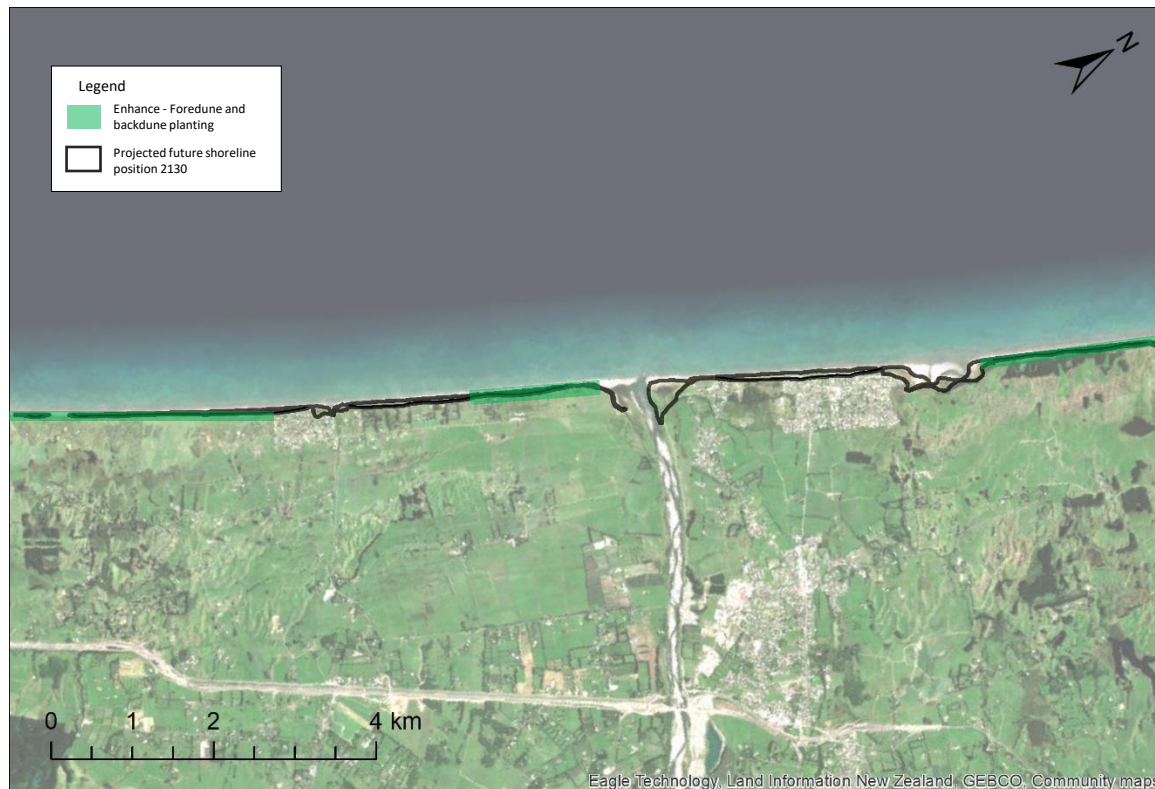 N
Legend
Enhance - Foredune and
backdune planting
Projected future shoreline
position 2130
0 1 2 4 km
Eagle Technology, Land Information New Zealand, GEBCO, Community maps